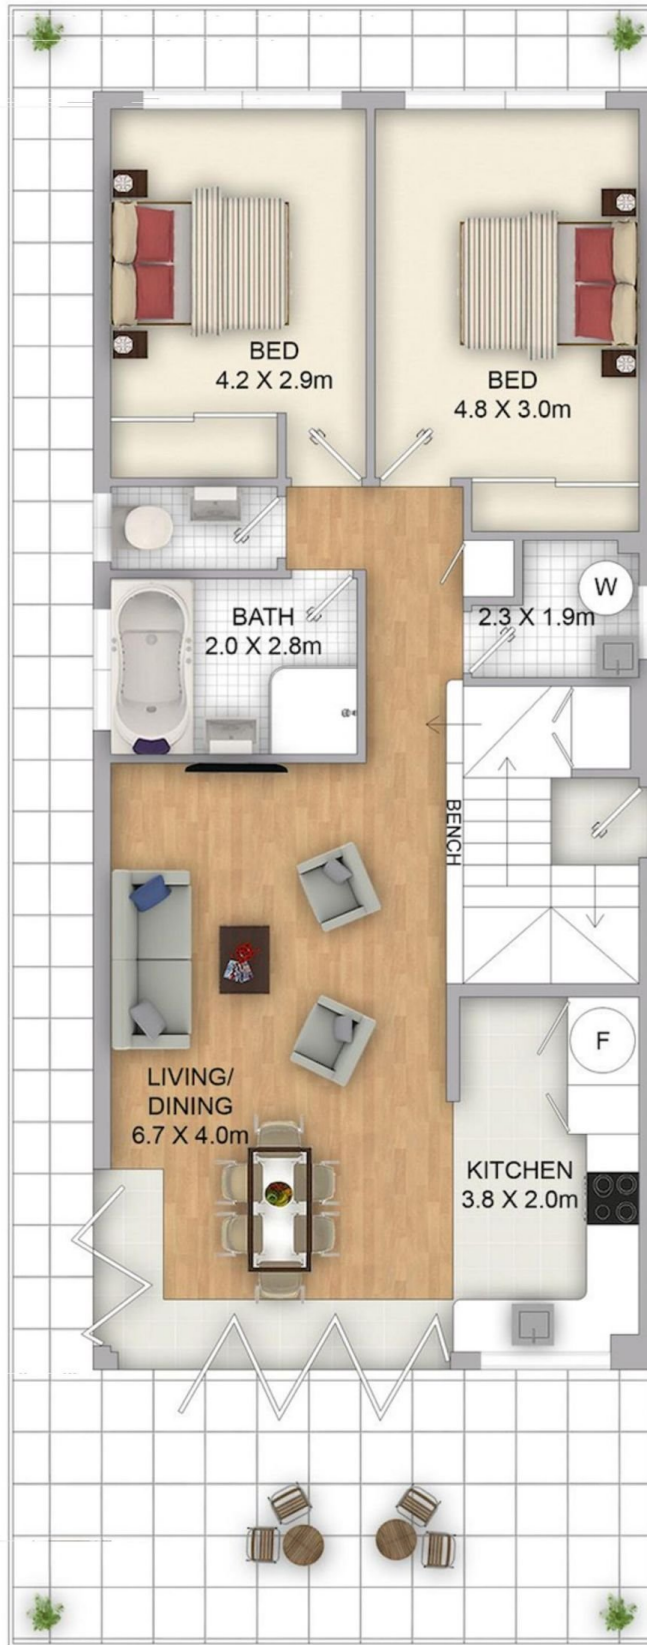 BED
4.2 X 2.9m
BED
4.8 X 3.0m
W
BATH
2.0 X 2.8m
2.3 X 1.9m
BENCH
F
LIVING/
DINING
6.7 X 4.0m
KITCHEN
3.8 X 2.0m